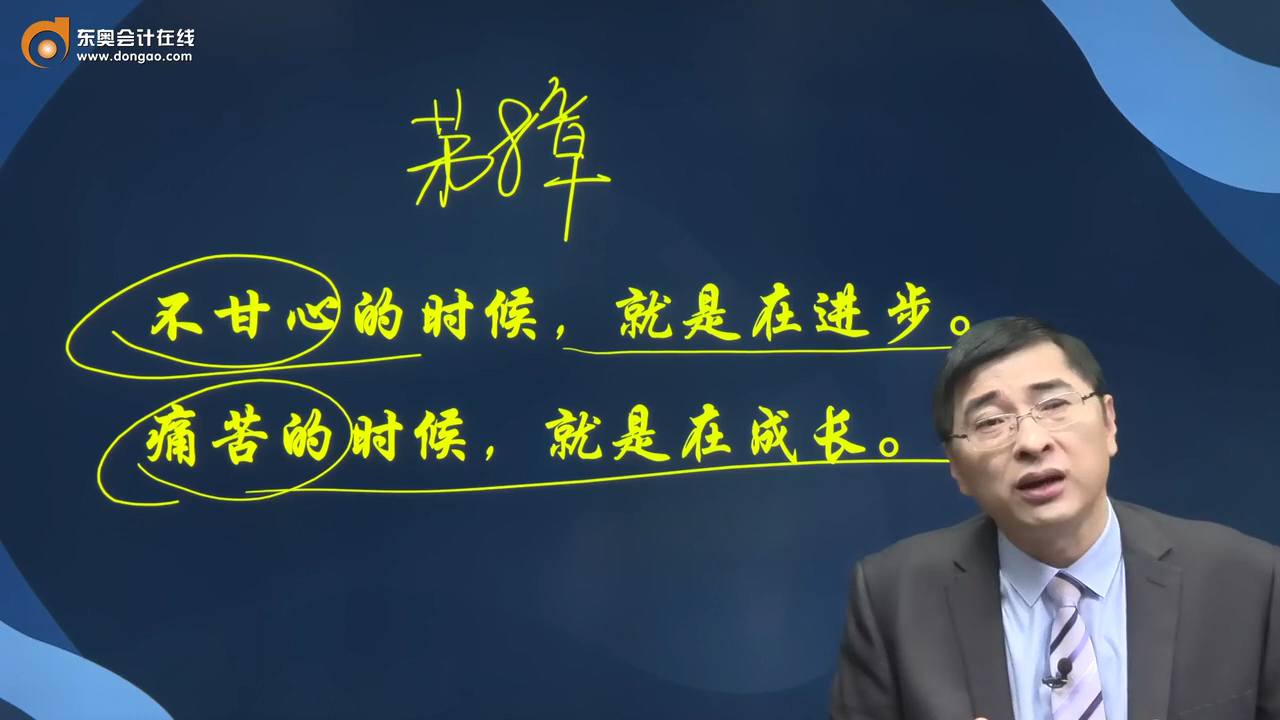 东奥会计在线
www.dongao.com
第8章
不甘心的时候，就是在进步。
痛苦的时候，就是在成长。